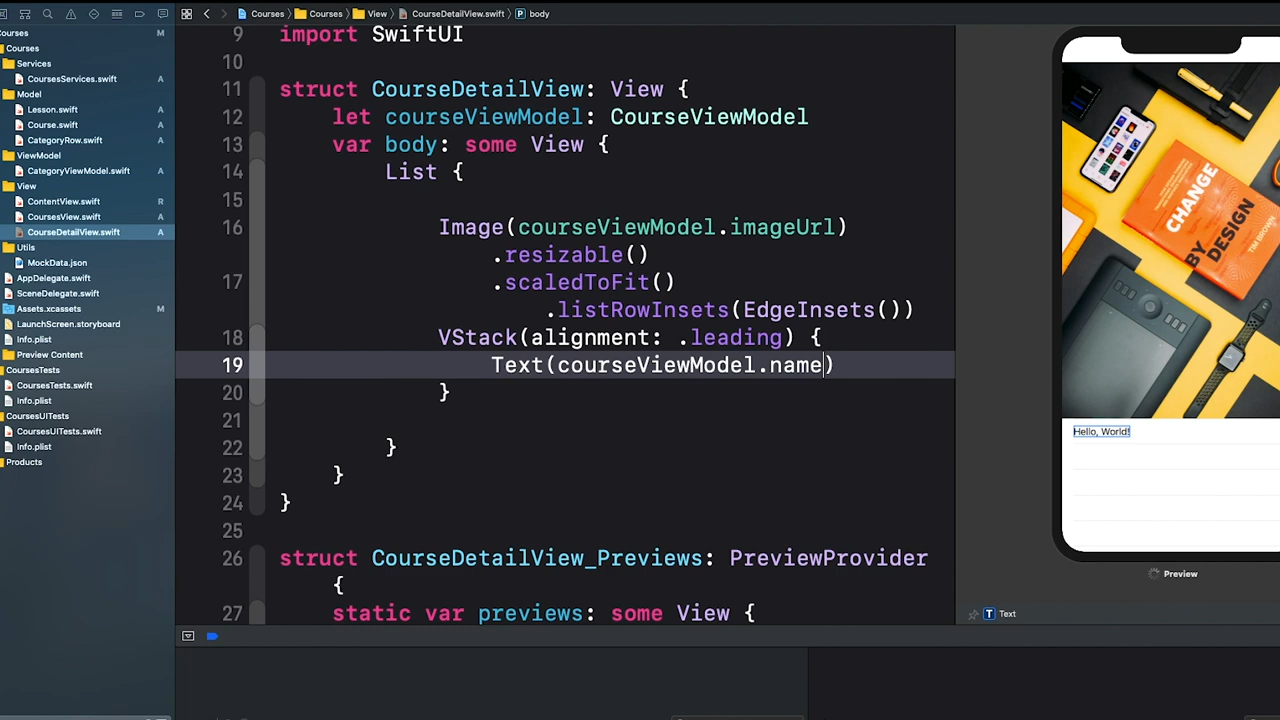 Courses > Courses > View > CourseDetailView.swift > P body
Courses M
Courses
Services
CoursesServices.swift A
Model
Lesson.swift A
Course.swift A
CategoryRow.swift A
ViewModel
CategoryViewModel.swift A
View
ContentView.swift R
CoursesView.swift A
CourseDetailView.swift A
Utils
MockData.json A
AppDelegate.swift
SceneDelegate.swift
Assets.xcassets M
LaunchScreen.storyboard
Info.plist
Preview Content
CoursesTests
CoursesTests.swift
Info.plist
CoursesUITests
CoursesUITests.swift
Info.plist
Products
9 import SwiftUI
10
11 struct CourseDetailView: View {
12 let courseViewModel: CourseViewModel
13 var body: some View {
14 List {
15
16 Image(courseViewModel.imageUrl)
.resizable()
17 .scaledToFit()
.listRowInsets(EdgeInsets())
18 VStack(alignment: .leading) {
19 Text(courseViewModel.name)
20 }
21
22 }
23 }
24 }
25
26 struct CourseDetailView_Previews: PreviewProvider
{
27 static var previews: some View {
CHANGE
BY
DESIGN
TIM BROWN
Hello, World!
Preview
T Text